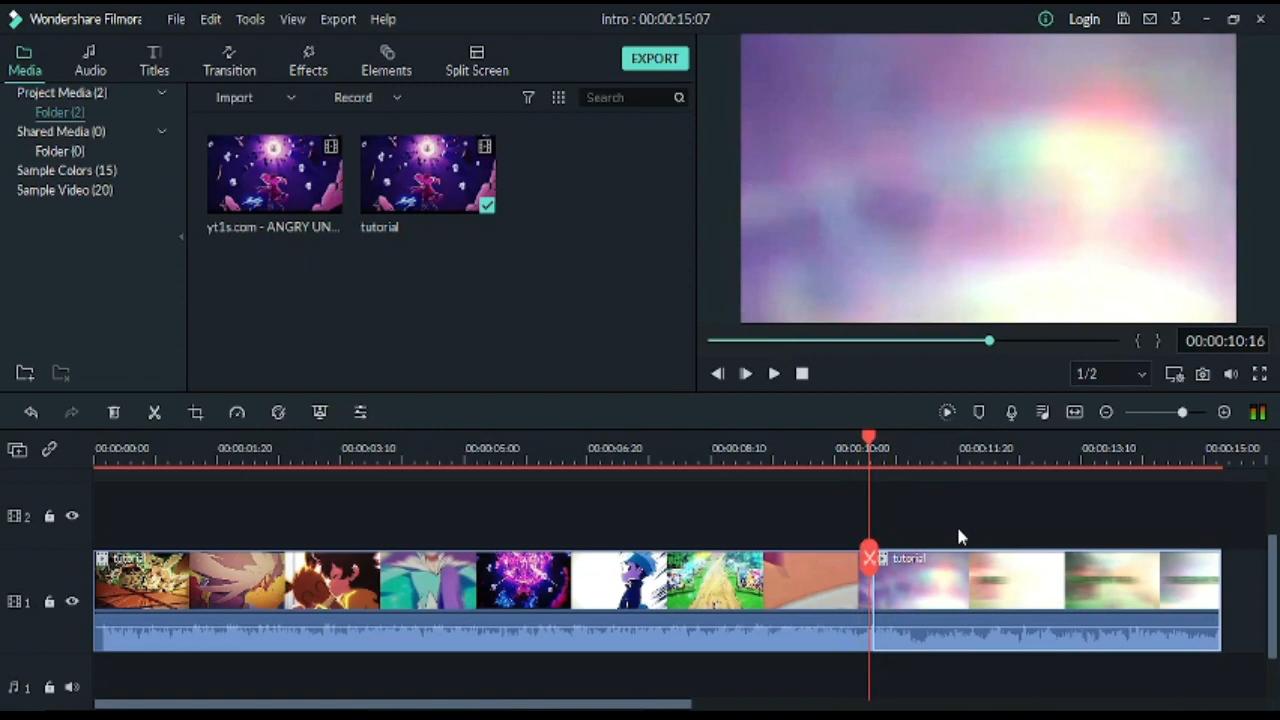 Wondershare Filmora File Edit Tools View Export Help Intro : 00:00:15:07 Login
Media Audio Titles Transition Effects Elements Split Screen EXPORT
Project Media (2)
Folder (2)
Shared Media (0)
Folder (0)
Sample Colors (15)
Sample Video (20)
Import Record Search
yt1s.com - ANGRY UN... tutorial
00:00:10:16
1/2
00:00:00:00 00:00:01:20 00:00:03:10 00:00:05:00 00:00:06:20 00:00:08:10 00:00:10:00 00:00:11:20 00:00:13:10 00:00:15:00
2
tutorial tutorial
1
1